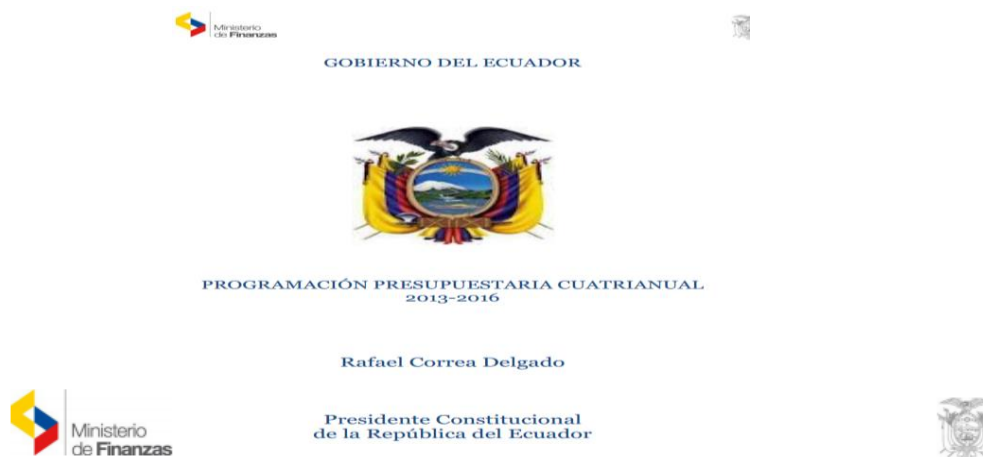 Ministerio
de Finanzas
GOBIERNO DEL ECUADOR
PROGRAMACIÓN PRESUPUESTARIA CUATRIANUAL
2013-2016
Rafael Correa Delgado
Presidente Constitucional
de la República del Ecuador
Ministerio
de Finanzas